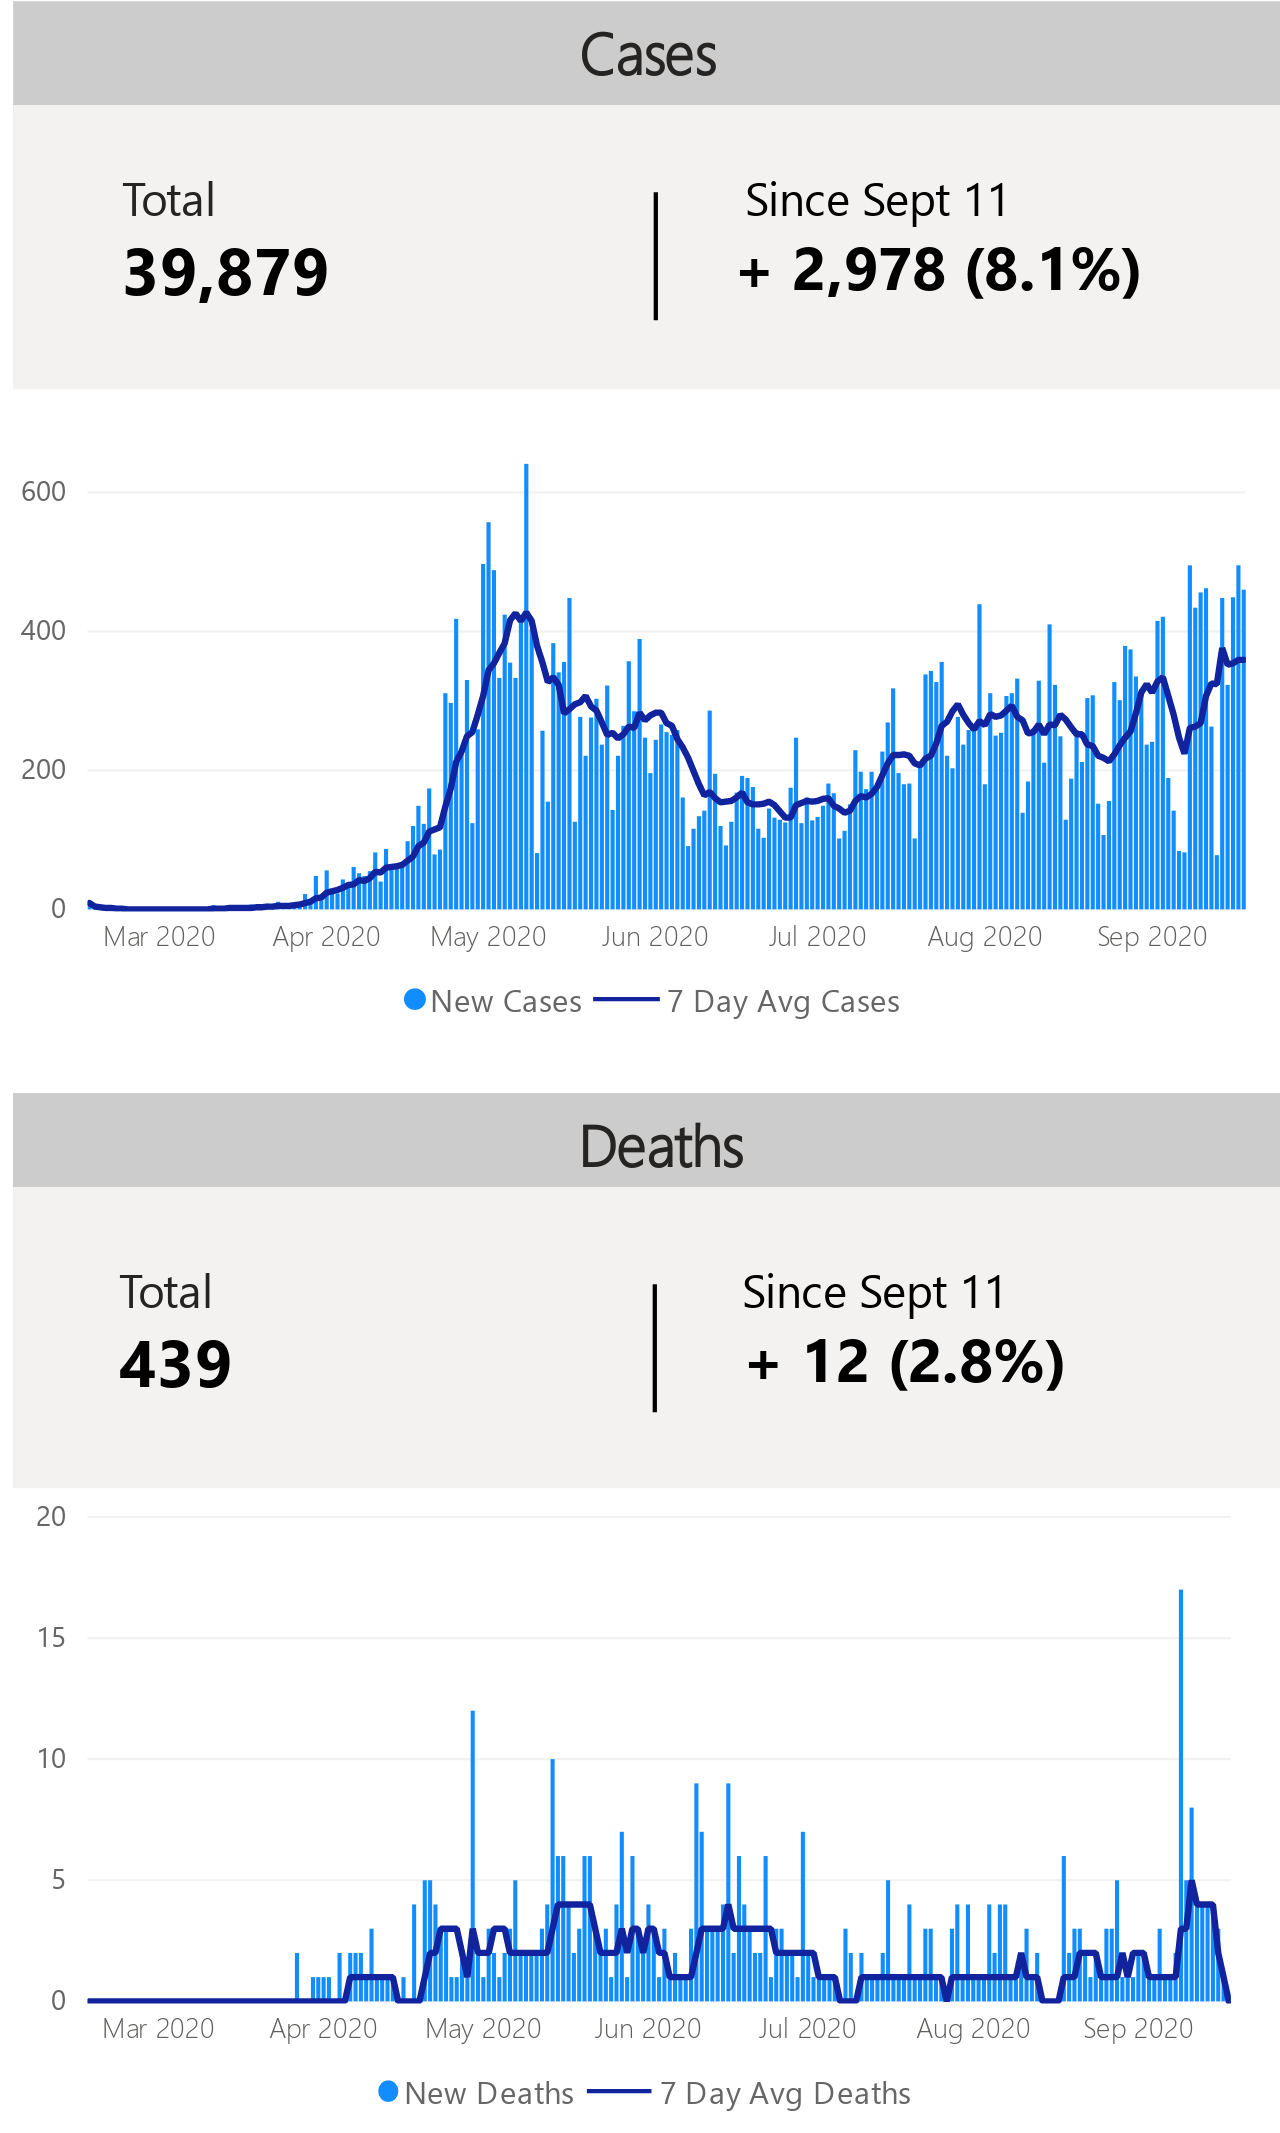 Cases
Total
39,879
Since Sept 11
+ 2,978 (8.1%)
600
400
200
0
Mar 2020 Apr 2020 May 2020 Jun 2020 Jul 2020 Aug 2020 Sep 2020
New Cases 7 Day Avg Cases
Deaths
Total
439
Since Sept 11
+ 12 (2.8%)
20
15
10
5
0
Mar 2020 Apr 2020 May 2020 Jun 2020 Jul 2020 Aug 2020 Sep 2020
New Deaths 7 Day Avg Deaths